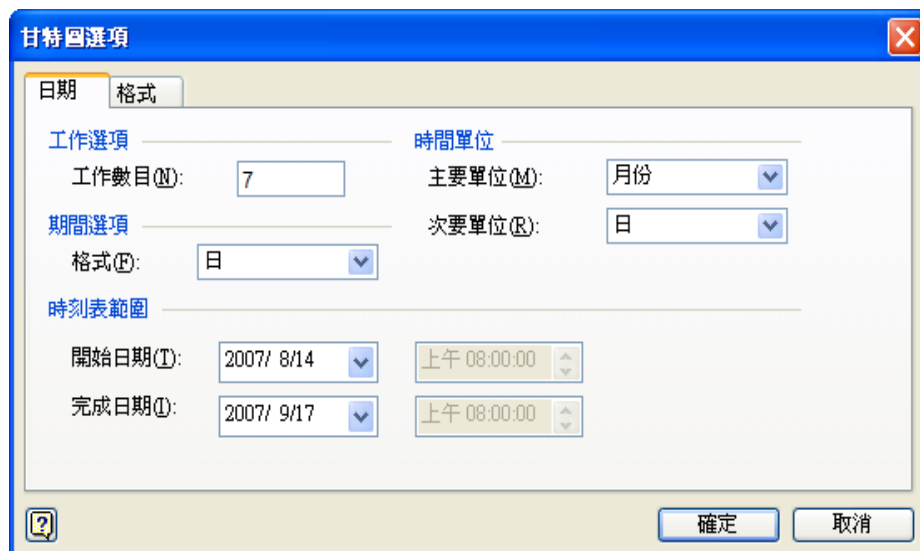 甘特圖選項
日期 格式
工作選項
工作數目(N): 7
期間選項
格式(F): 日
時間單位
主要單位(M): 月份
次要單位(R): 日
時刻表範圍
開始日期(T): 2007/ 8/14 上午 08:00:00
完成日期(I): 2007/ 9/17 上午 08:00:00
?
確定 取消